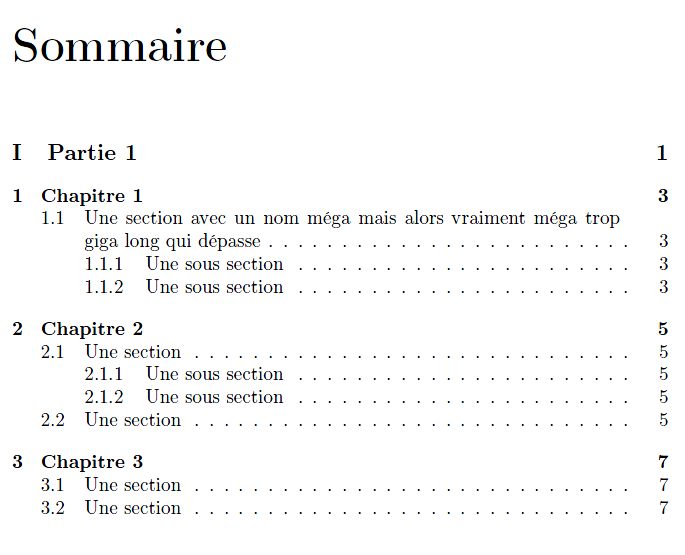 Sommaire
I Partie 1 1
1 Chapitre 1 3
1.1 Une section avec un nom méga mais alors vraiment méga trop
giga long qui dépasse . . . . . . . . . . . . . . . . . . . . . . . . . 3
1.1.1 Une sous section . . . . . . . . . . . . . . . . . . . . . . . 3
1.1.2 Une sous section . . . . . . . . . . . . . . . . . . . . . . . 3
2 Chapitre 2 5
2.1 Une section . . . . . . . . . . . . . . . . . . . . . . . . . . . . . . 5
2.1.1 Une sous section . . . . . . . . . . . . . . . . . . . . . . . 5
2.1.2 Une sous section . . . . . . . . . . . . . . . . . . . . . . . 5
2.2 Une section . . . . . . . . . . . . . . . . . . . . . . . . . . . . . . 5
3 Chapitre 3 7
3.1 Une section . . . . . . . . . . . . . . . . . . . . . . . . . . . . . . 7
3.2 Une section . . . . . . . . . . . . . . . . . . . . . . . . . . . . . . 7